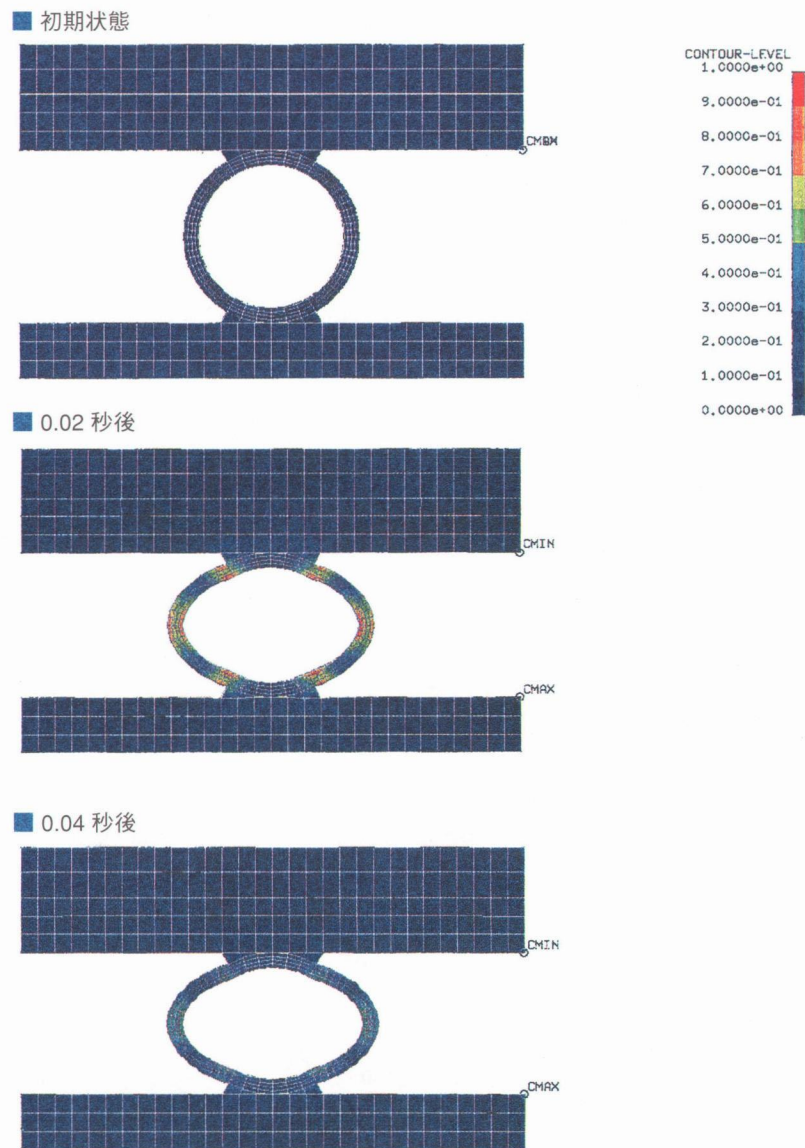 初期状態
CONTOUR-LEVEL
1.0000e+00
9.0000e-01
8.0000e-01
7.0000e-01
6.0000e-01
5.0000e-01
4.0000e-01
3.0000e-01
2.0000e-01
1.0000e-01
0.0000e+00
0.02 秒後
CMIN
CMAX
0.04 秒後
CMIN
CMAX